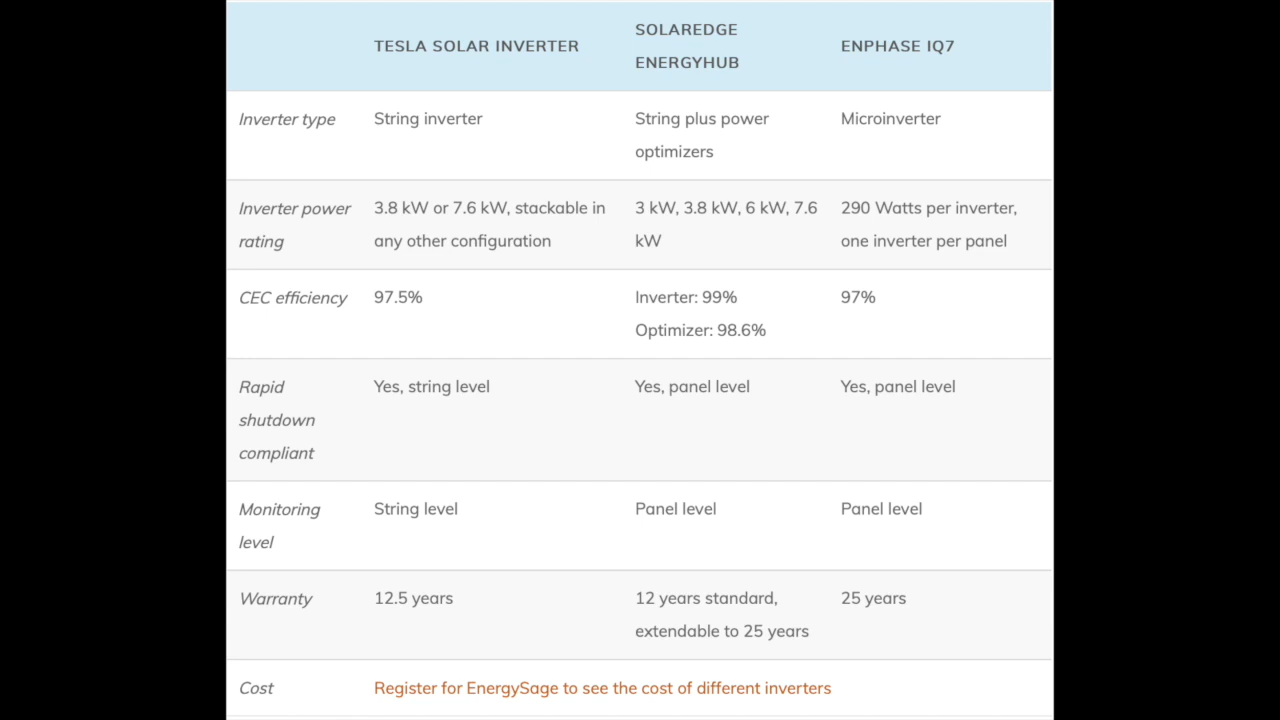 TESLA SOLAR INVERTER
SOLAREDGE
ENERGYHUB
ENPHASE IQ7
Inverter type
String inverter
String plus power
optimizers
Microinverter
Inverter power
rating
3.8 kW or 7.6 kW, stackable in
any other configuration
3 kW, 3.8 kW, 6 kW, 7.6
kW
290 Watts per inverter,
one inverter per panel
CEC efficiency
97.5%
Inverter: 99%
Optimizer: 98.6%
97%
Rapid
shutdown
compliant
Yes, string level
Yes, panel level
Yes, panel level
Monitoring
level
String level
Panel level
Panel level
Warranty
12.5 years
12 years standard,
extendable to 25 years
25 years
Cost
Register for EnergySage to see the cost of different inverters